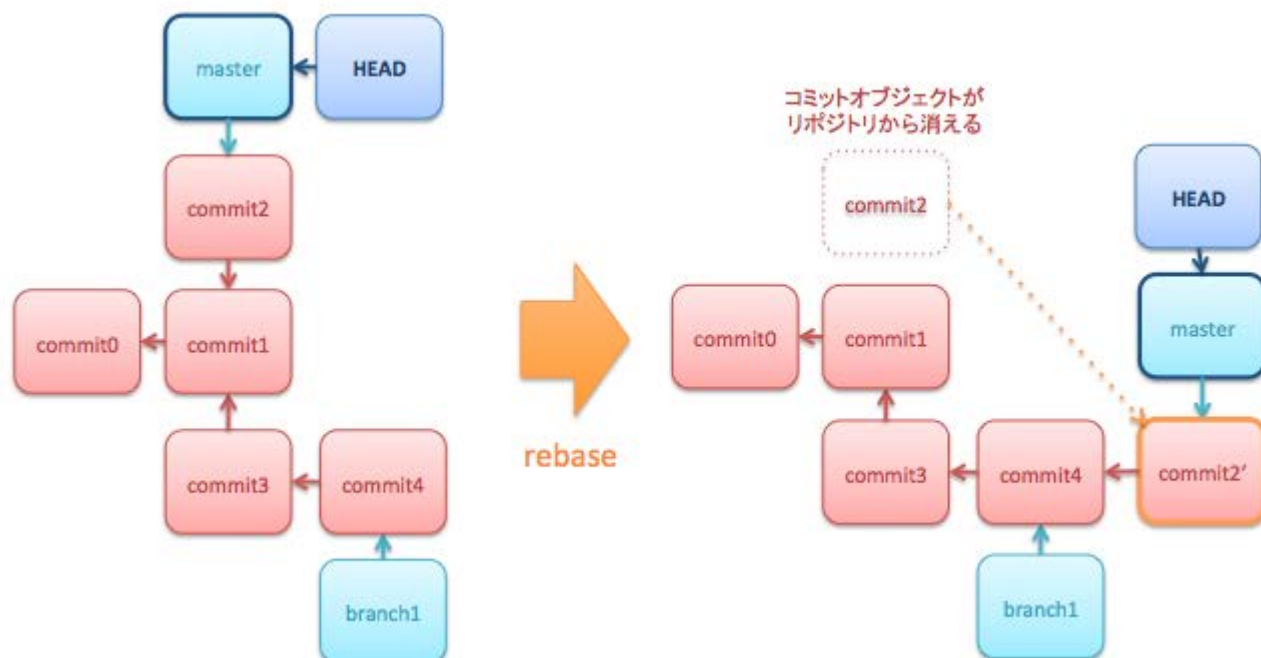 master
HEAD
commit2
commit0
commit1
commit3
commit4
branch1
rebase
コミットオブジェクトが
リポジトリから消える
commit2
HEAD
master
commit0
commit1
commit3
commit4
commit2'
branch1